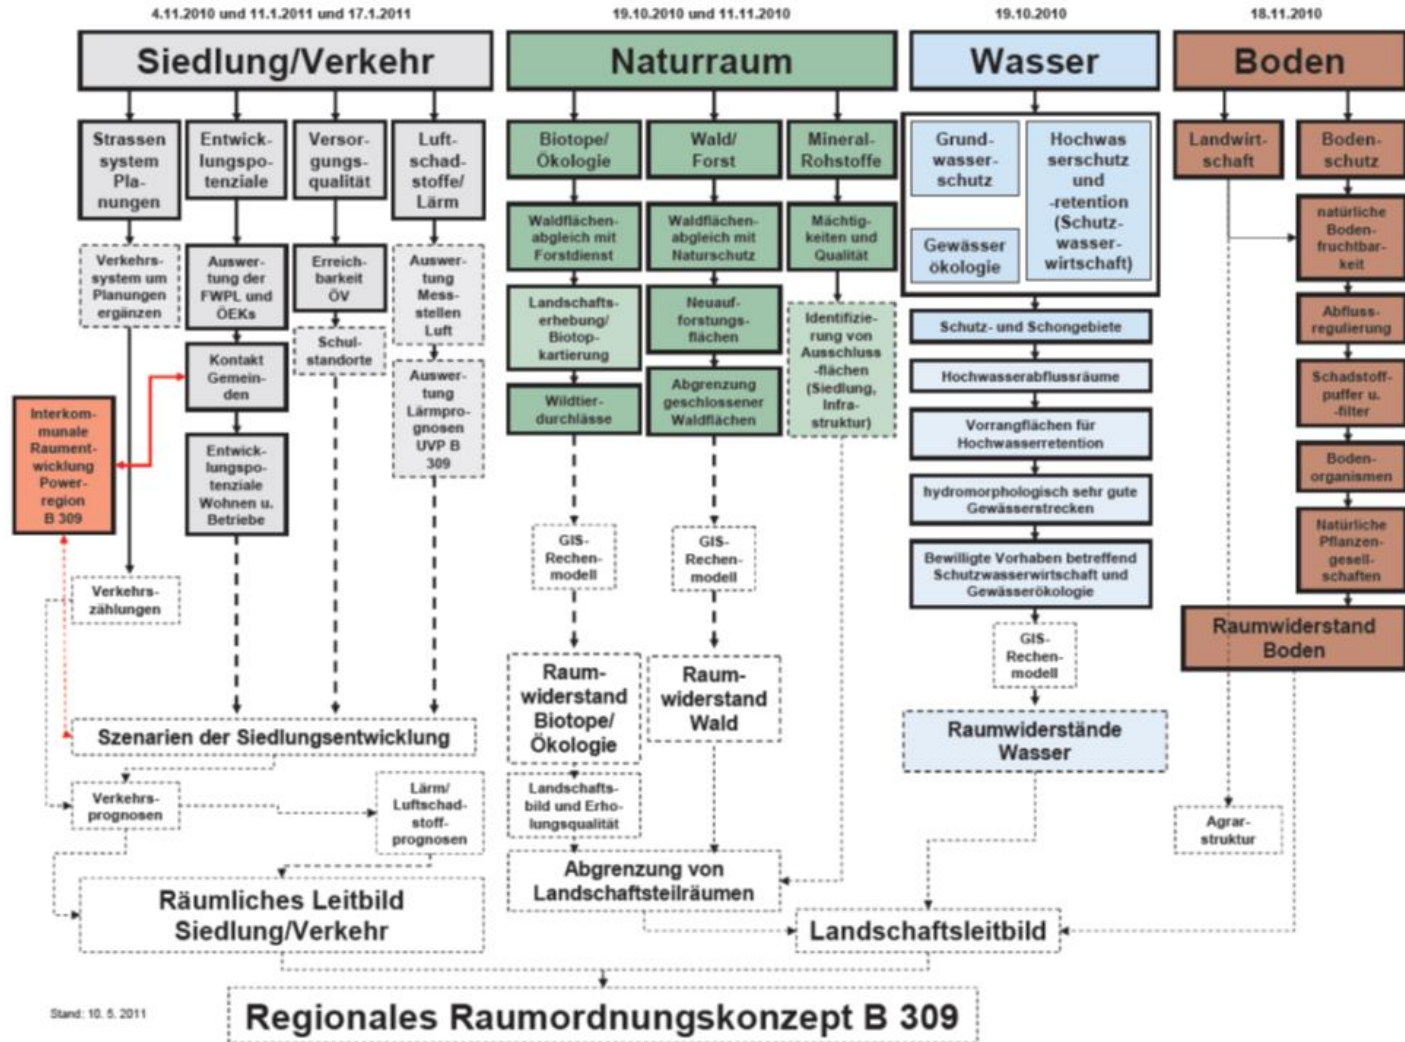 4.11.2010 und 11.1.2011 und 17.1.2011
19.10.2010 und 11.11.2010
19.10.2010
18.11.2010
Siedlung/Verkehr
Naturraum
Wasser
Boden
Strassen
system
Pla-
nungen
Entwick-
lungspo-
tenziale
Versor-
gungs-
qualität
Luft-
schad-
stoffe/
Lärm
Biotope/
Ökologie
Wald/
Forst
Mineral-
Rohstoffe
Grund-
wasser-
schutz
Gewässer
ökologie
Hochwas
serschutz
und
-retention
(Schutz-
wasser-
wirtschaft)
Landwirt-
schaft
Boden-
schutz
Verkehrs-
system um
Planungen
ergänzen
Auswer-
tung der
FWPL und
ÖEKs
Erreich-
barkeit
ÖV
Auswer-
tung
Mess-
stellen
Luft
Waldflächen-
abgleich mit
Forstdienst
Waldflächen-
abgleich mit
Naturschutz
Mächtig-
keiten und
Qualität
natürliche
Boden-
fruchtbar-
keit
Kontakt
Gemein-
den
Schul-
standorte
Auswer-
tung
Lärmpro-
gnosen
UVP B
309
Landschafts-
erhebung/
Biotop-
kartierung
Neuauf-
forstungs-
flächen
Identifizie-
rung von
Ausschluss
-flächen
(Siedlung,
Infra-
struktur)
Schutz- und Schongebiete
Abfluss-
regulierung
Interkom-
munale
Raument-
wicklung
Power-
region
B 309
Entwick-
lungspo-
tenziale
Wohnen u.
Betriebe
Wildtier-
durchlässe
Abgrenzung
geschlossener
Waldflächen
Hochwasserabflussräume
Schadstoff-
puffer u.
-filter
Vorrangflächen für
Hochwasserretention
Boden-
organismen
hydromorphologisch sehr gute
Gewässerstrecken
Natürliche
Pflanzen-
gesell-
schaften
GIS-
Rechen-
modell
GIS-
Rechen-
modell
Bewilligte Vorhaben betreffend
Schutzwasserwirtschaft und
Gewässerökologie
Verkehrs-
zählungen
GIS-
Rechen-
modell
Raumwiderstand
Boden
Raum-
widerstand
Biotope/
Ökologie
Raum-
widerstand
Wald
Szenarien der Siedlungsentwicklung
Raumwiderstände
Wasser
Verkehrs-
prognosen
Lärm/
Luftschad-
stoff-
prognosen
Landschafts-
bild und Erho-
lungsqualität
Agrar-
struktur
Räumliches Leitbild
Siedlung/Verkehr
Abgrenzung von
Landschaftsteilräumen
Landschaftsleitbild
Stand: 10. 5. 2011
Regionales Raumordnungskonzept B 309